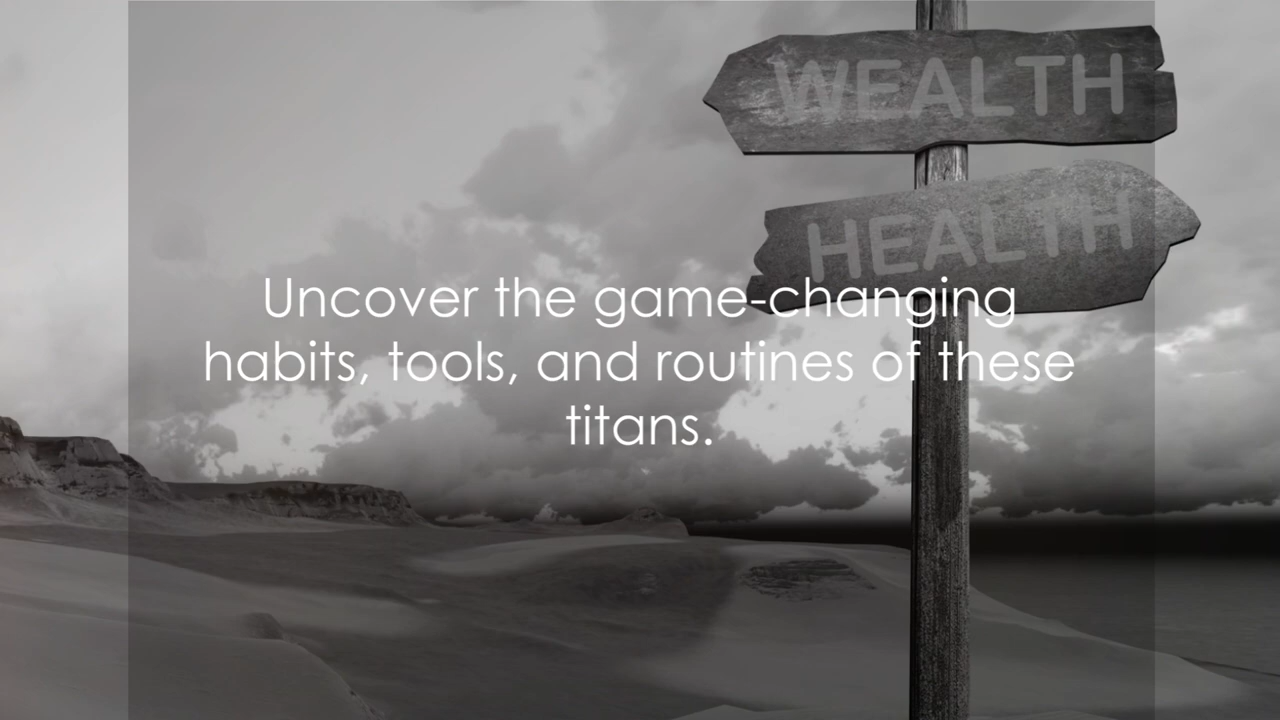 WEALTH
HEALTH
Uncover the game-changing
habits, tools, and routines of these
titans.